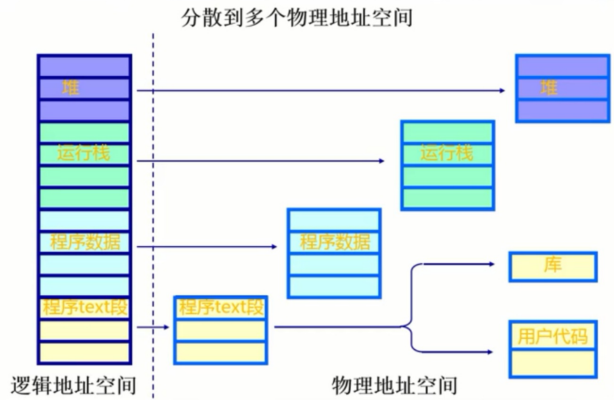 分散到多个物理地址空间
堆
堆
运行栈
运行栈
程序数据
程序数据
库
程序text段
程序text段
用户代码
逻辑地址空间
物理地址空间